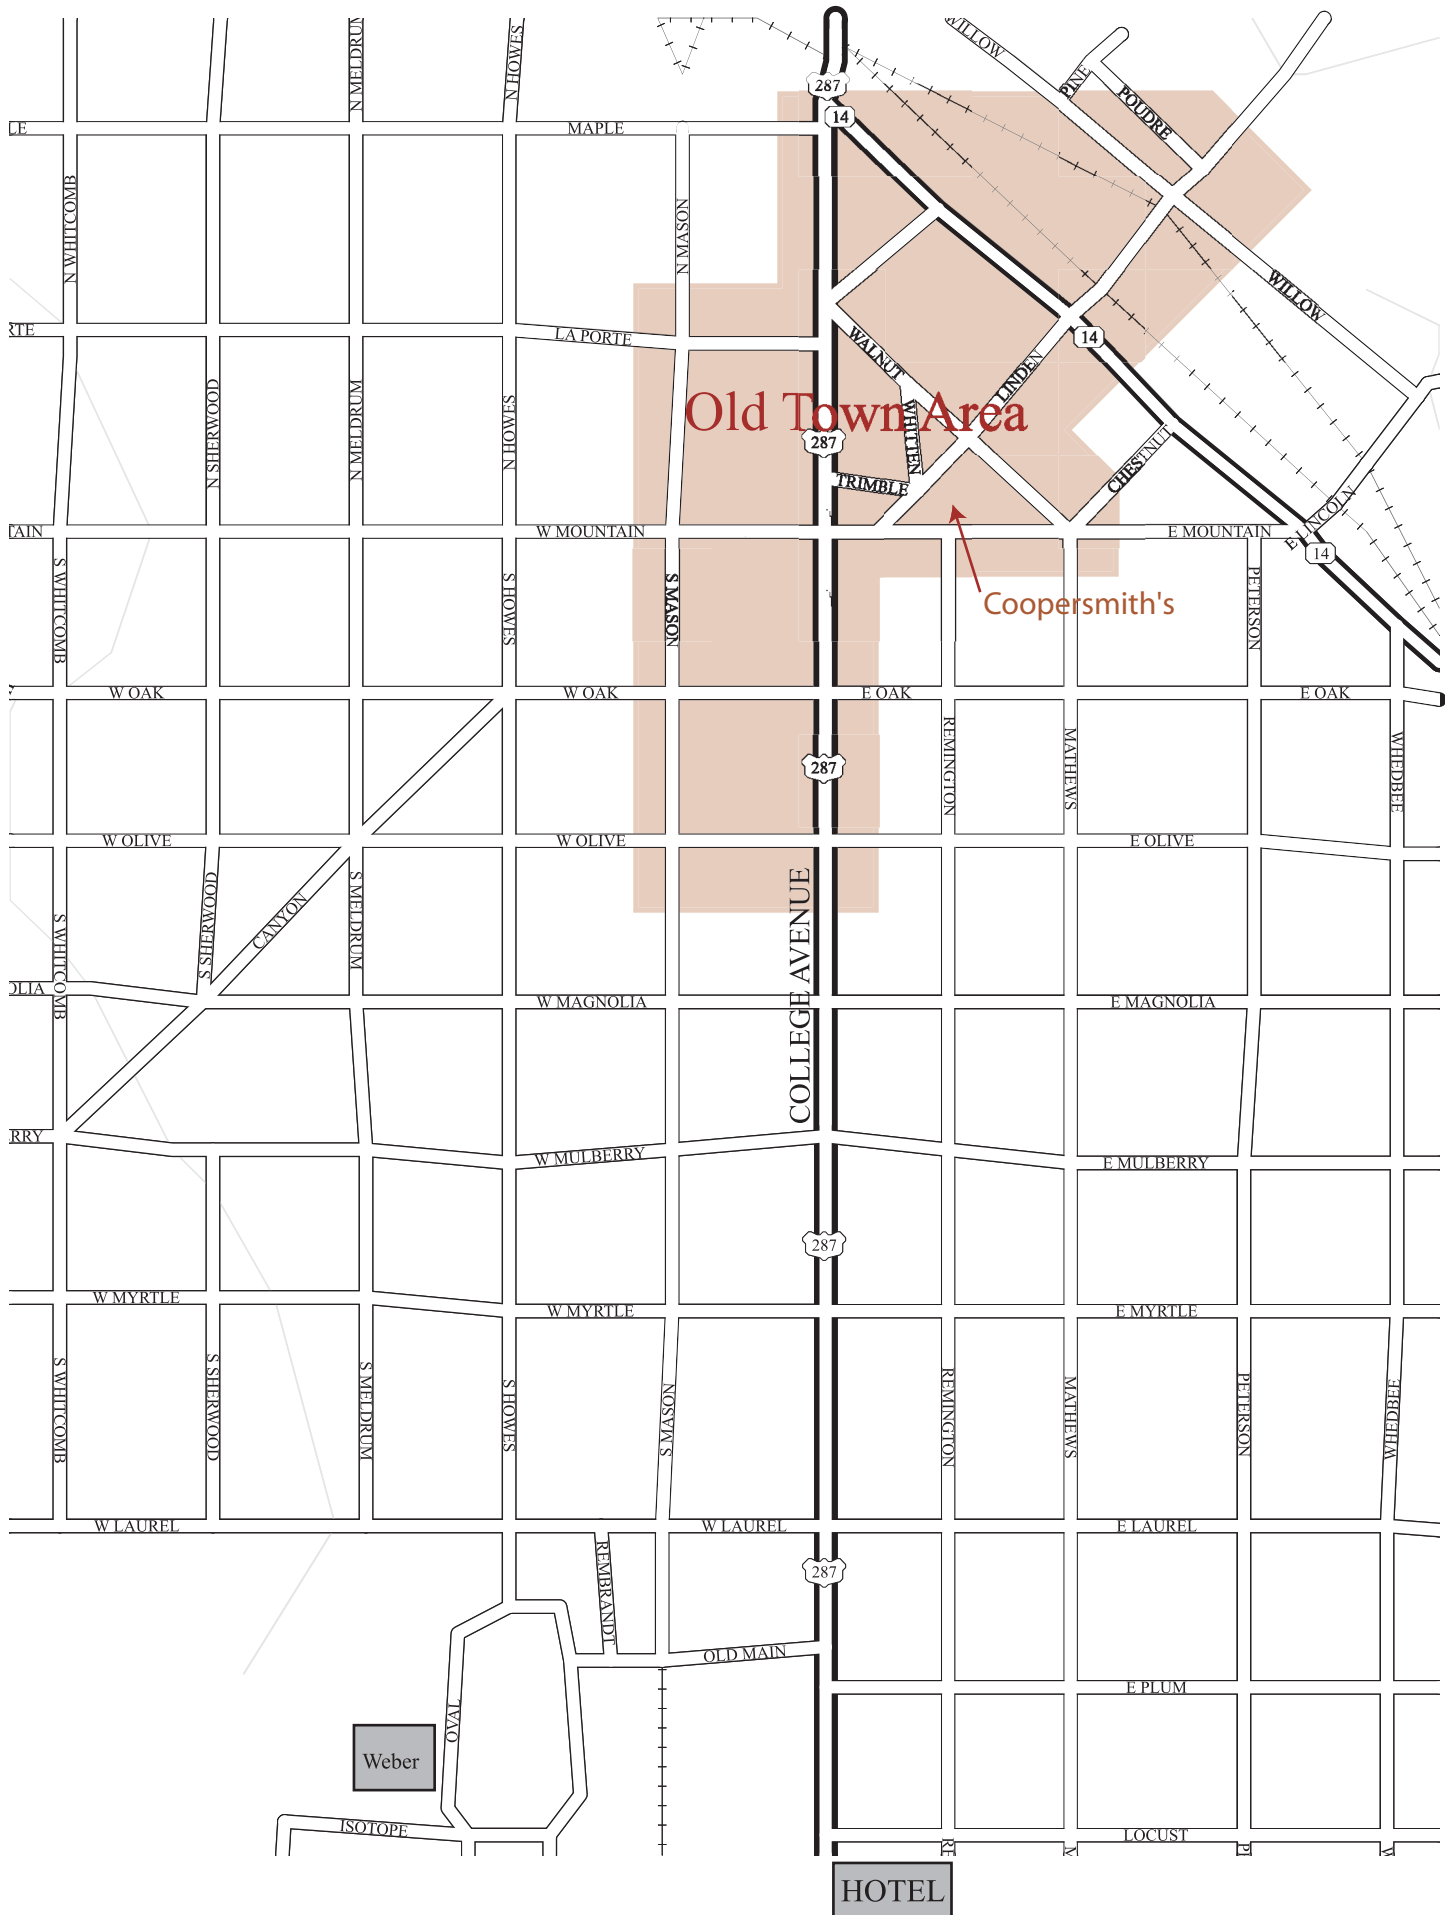 WILLOW
N MELDRUM
N HOWES
PINE
POUDRE
287
14
LE
MAPLE
N WHITCOMB
N MASON
WILLOW
RTE
LA PORTE
WALNUT
14
LINDEN
N SHERWOOD
N MELDRUM
N HOWES
Old Town Area
WHITTEN
287
CHESTNUT
TRIMBLE
E LINCOLN
TAIN
W MOUNTAIN
E MOUNTAIN
14
S WHITCOMB
S HOWES
S MASON
Coopersmith's
PETERSON
W OAK
W OAK
E OAK
E OAK
REMINGTON
MATHEWS
WHEDBEE
287
W OLIVE
W OLIVE
E OLIVE
S WHITCOMB
S SHERWOOD
CANYON
S MELDRUM
COLLEGE AVENUE
OLIA
W MAGNOLIA
E MAGNOLIA
RRY
W MULBERRY
E MULBERRY
287
W MYRTLE
W MYRTLE
E MYRTLE
S WHITCOMB
S SHERWOOD
S MELDRUM
S HOWES
S MASON
REMINGTON
MATHEWS
PETERSON
WHEDBEE
W LAUREL
W LAUREL
E LAUREL
REMBRANDT
287
OLD MAIN
E PLUM
OVAL
Weber
ISOTOPE
LOCUST
RE
PE
HOTEL